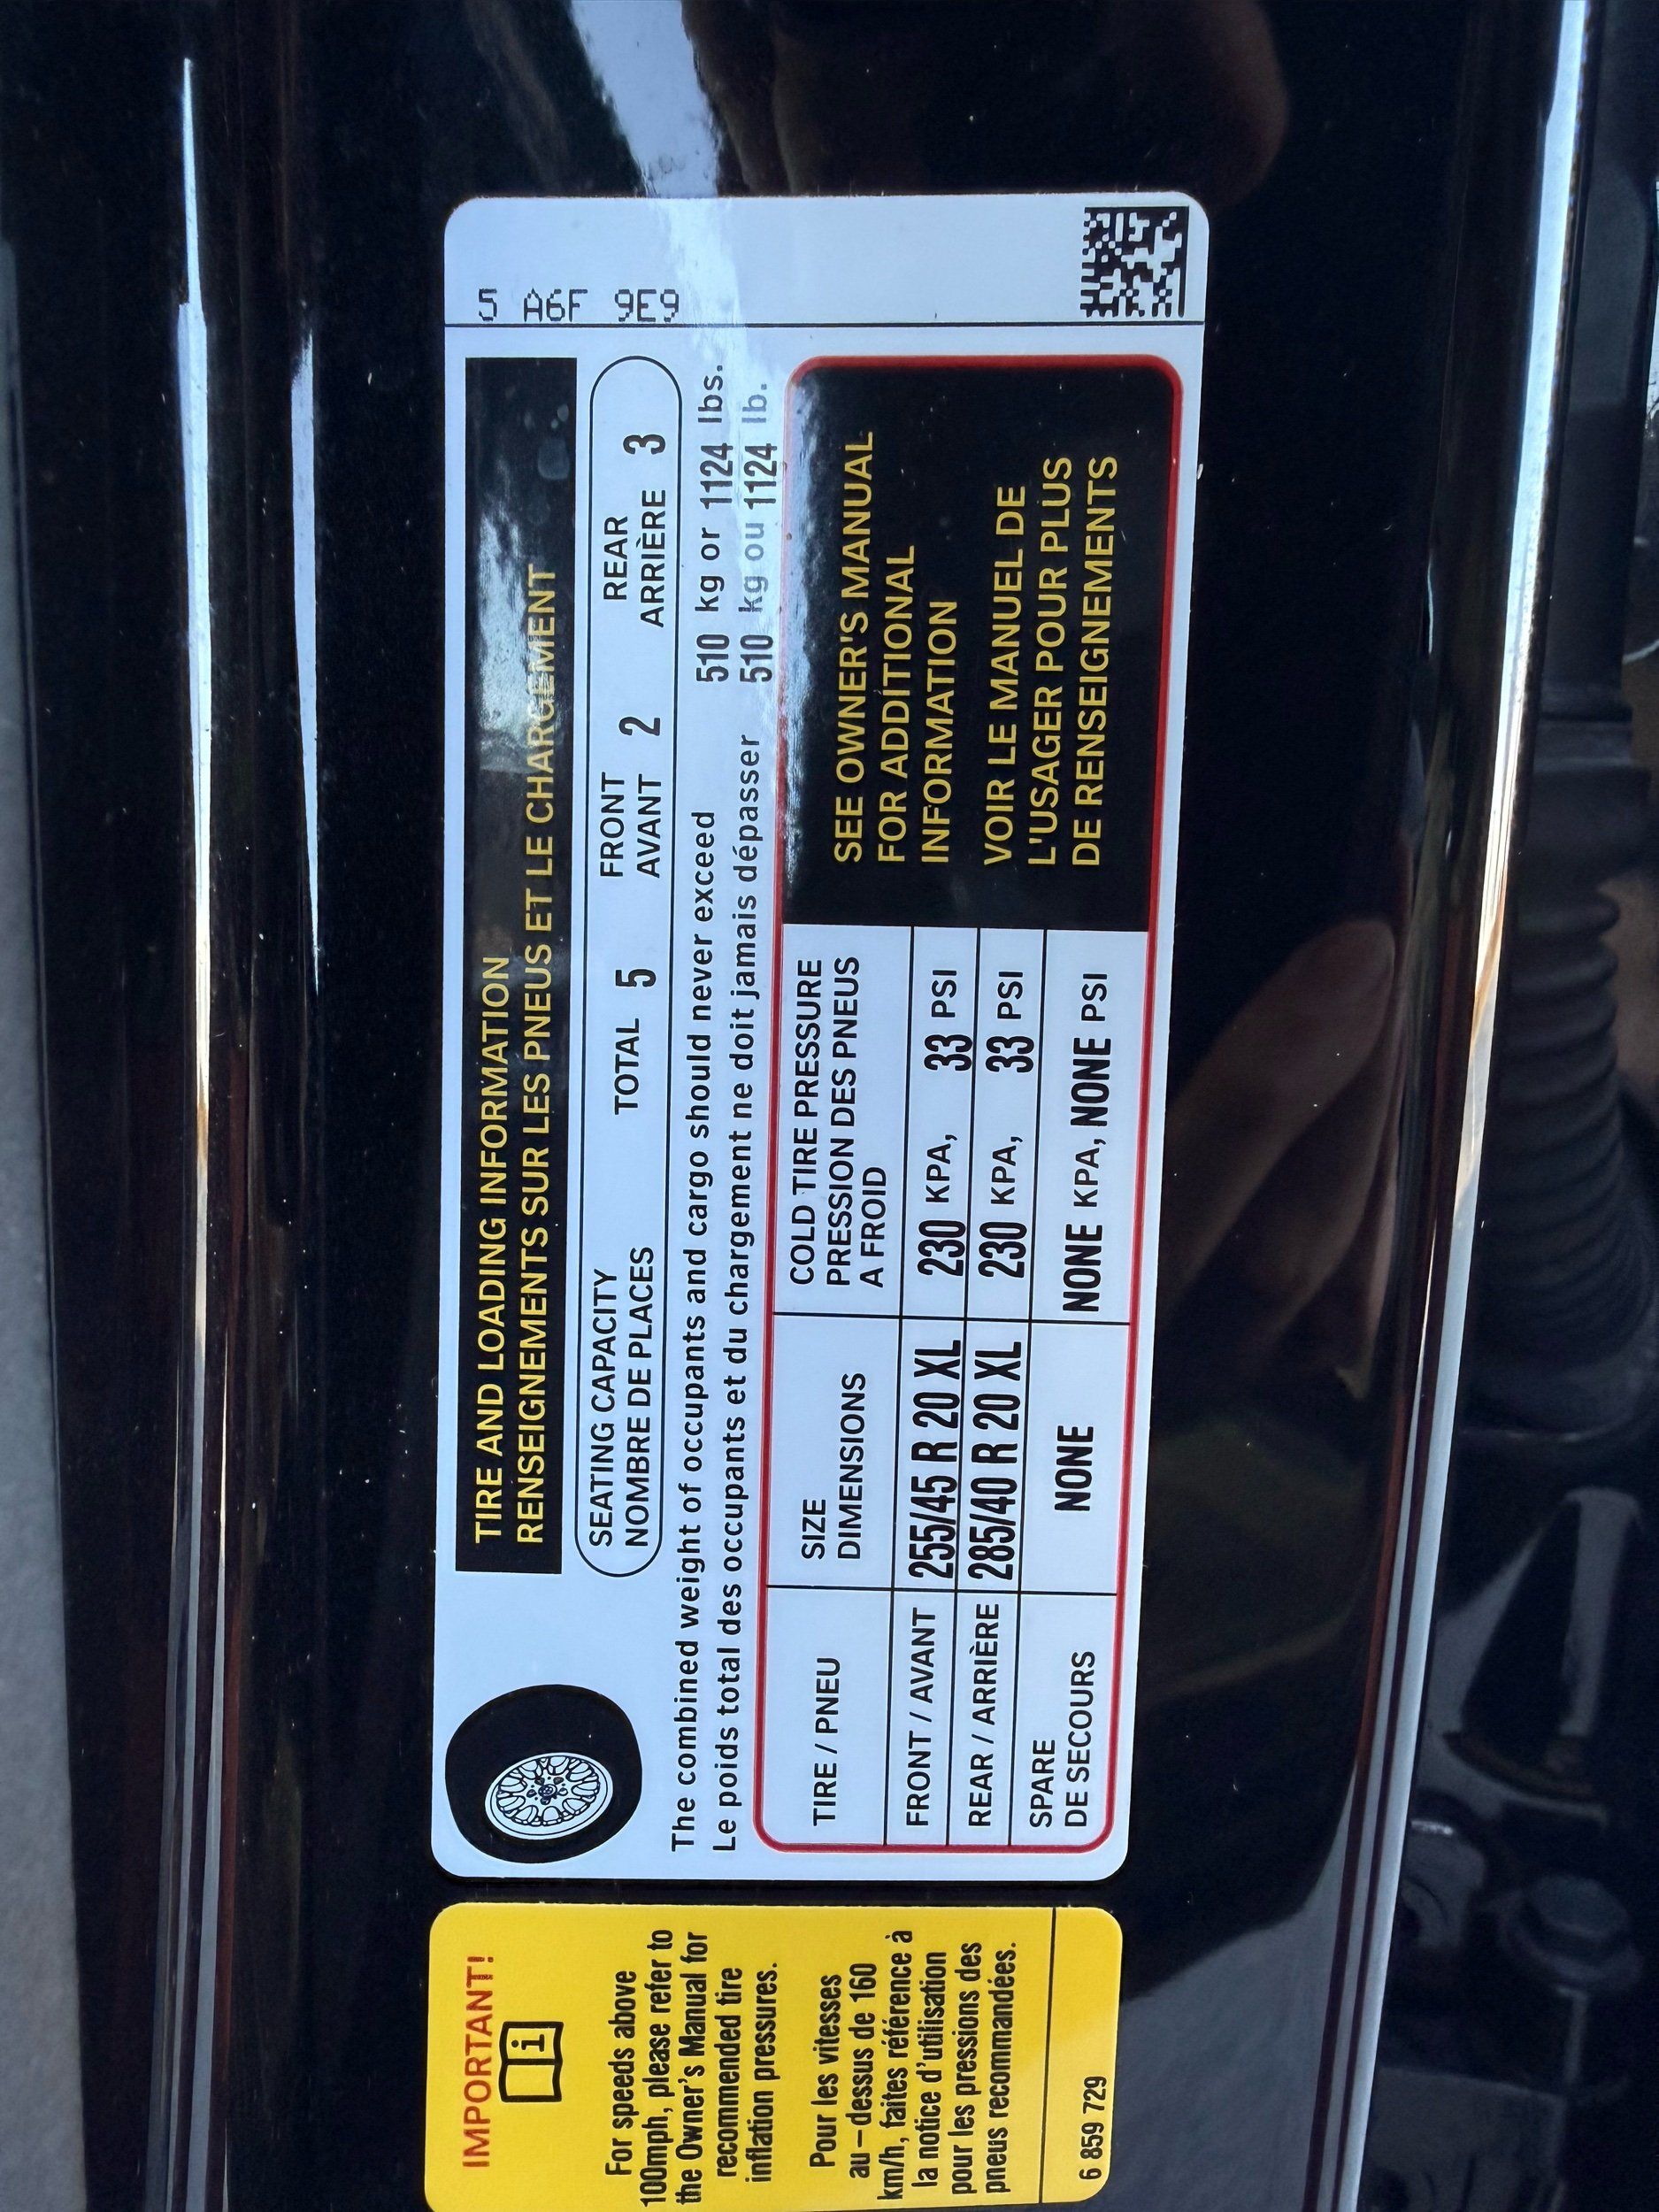 TIRE AND LOADING INFORMATION
RENSEIGNEMENTS SUR LES PNEUS ET LE CHARGEMENT
5 A6F 9E9
SEATING CAPACITY
NOMBRE DE PLACES
TOTAL 5
FRONT
AVANT 2
REAR
ARRIÈRE 3
The combined weight of occupants and cargo should never exceed 510 kg or 1124 lbs.
Le poids total des occupants et du chargement ne doit jamais dépasser 510 kg ou 1124 lb.
TIRE / PNEU
SIZE
DIMENSIONS
COLD TIRE PRESSURE
PRESSION DES PNEUS
A FROID
FRONT / AVANT 255/45 R 20 XL 230 KPA, 33 PSI
REAR / ARRIÈRE 285/40 R 20 XL 230 KPA, 33 PSI
SPARE
DE SECOURS
NONE NONE KPA, NONE PSI
SEE OWNER'S MANUAL
FOR ADDITIONAL
INFORMATION
VOIR LE MANUEL DE
L'USAGER POUR PLUS
DE RENSEIGNEMENTS
IMPORTANT!
i
For speeds above
100mph, please refer to
the Owner's Manual for
recommended tire
inflation pressures.
Pour les vitesses
au-dessus de 160
km/h, faites référence à
la notice d'utilisation
pour les pressions des
pneus recommandées.
6 859 729